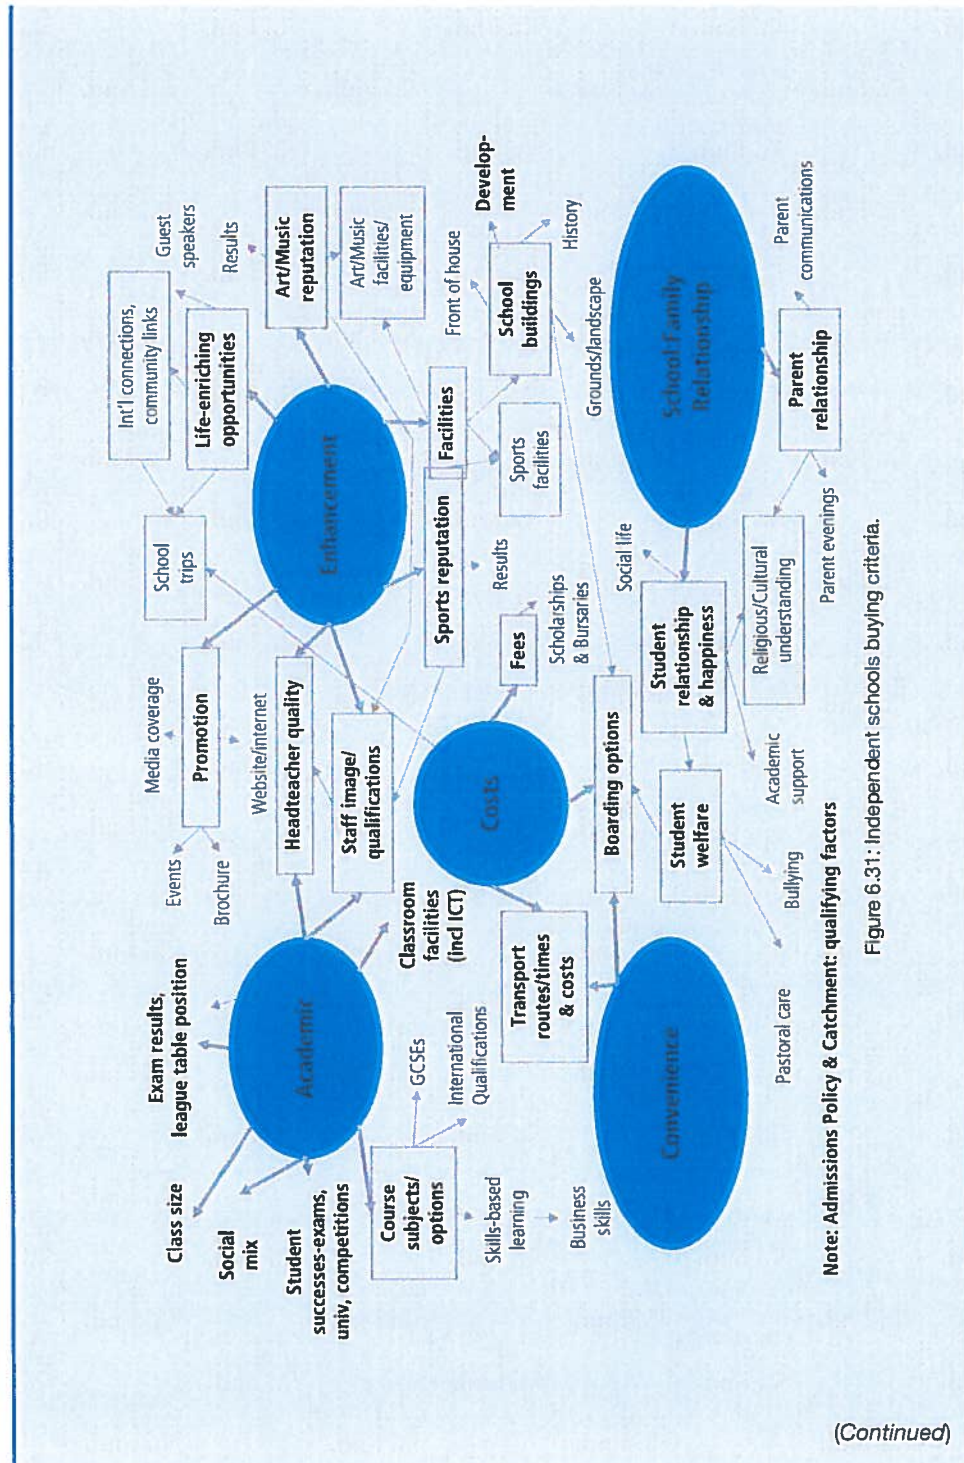 Exam results,
league table position
Class size
Social
mix
Student
successes-exams,
univ, competitions
Academic
Course
subjects/
options
GCSEs
International
Qualifications
Skills-based
learning
Business
skills
Classroom
facilities
(incl ICT)
Events
Brochure
Media coverage
Promotion
Website/internet
Headteacher quality
Staff image/
qualifications
School
trips
Int'l connections,
community links
Life-enriching
opportunities
Guest
speakers
Enhancement
Results
Art/Music
reputation
Art/Music
facilities/
equipment
Sports reputation
Facilities
Results
Sports
facilities
Front of house
School
buildings
Develop-
ment
History
Grounds/landscape
Costs
Fees
Scholarships
& Bursaries
Transport
routes/times
& costs
Boarding options
Convenience
School Family
Relationship
Social life
Student
relationship
& happiness
Student
welfare
Parent
relationship
Parent
communications
Religious/Cultural
understanding
Parent evenings
Academic
support
Bullying
Pastoral care
Note: Admissions Policy & Catchment: qualifying factors
Figure 6.31: Independent schools buying criteria.
(Continued)